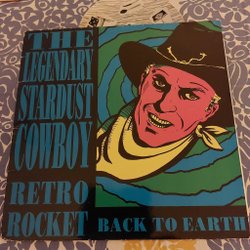 THE
LEGENDARY
STARDUST
COWBOY
RETRO
ROCKET BACK TO EARTH